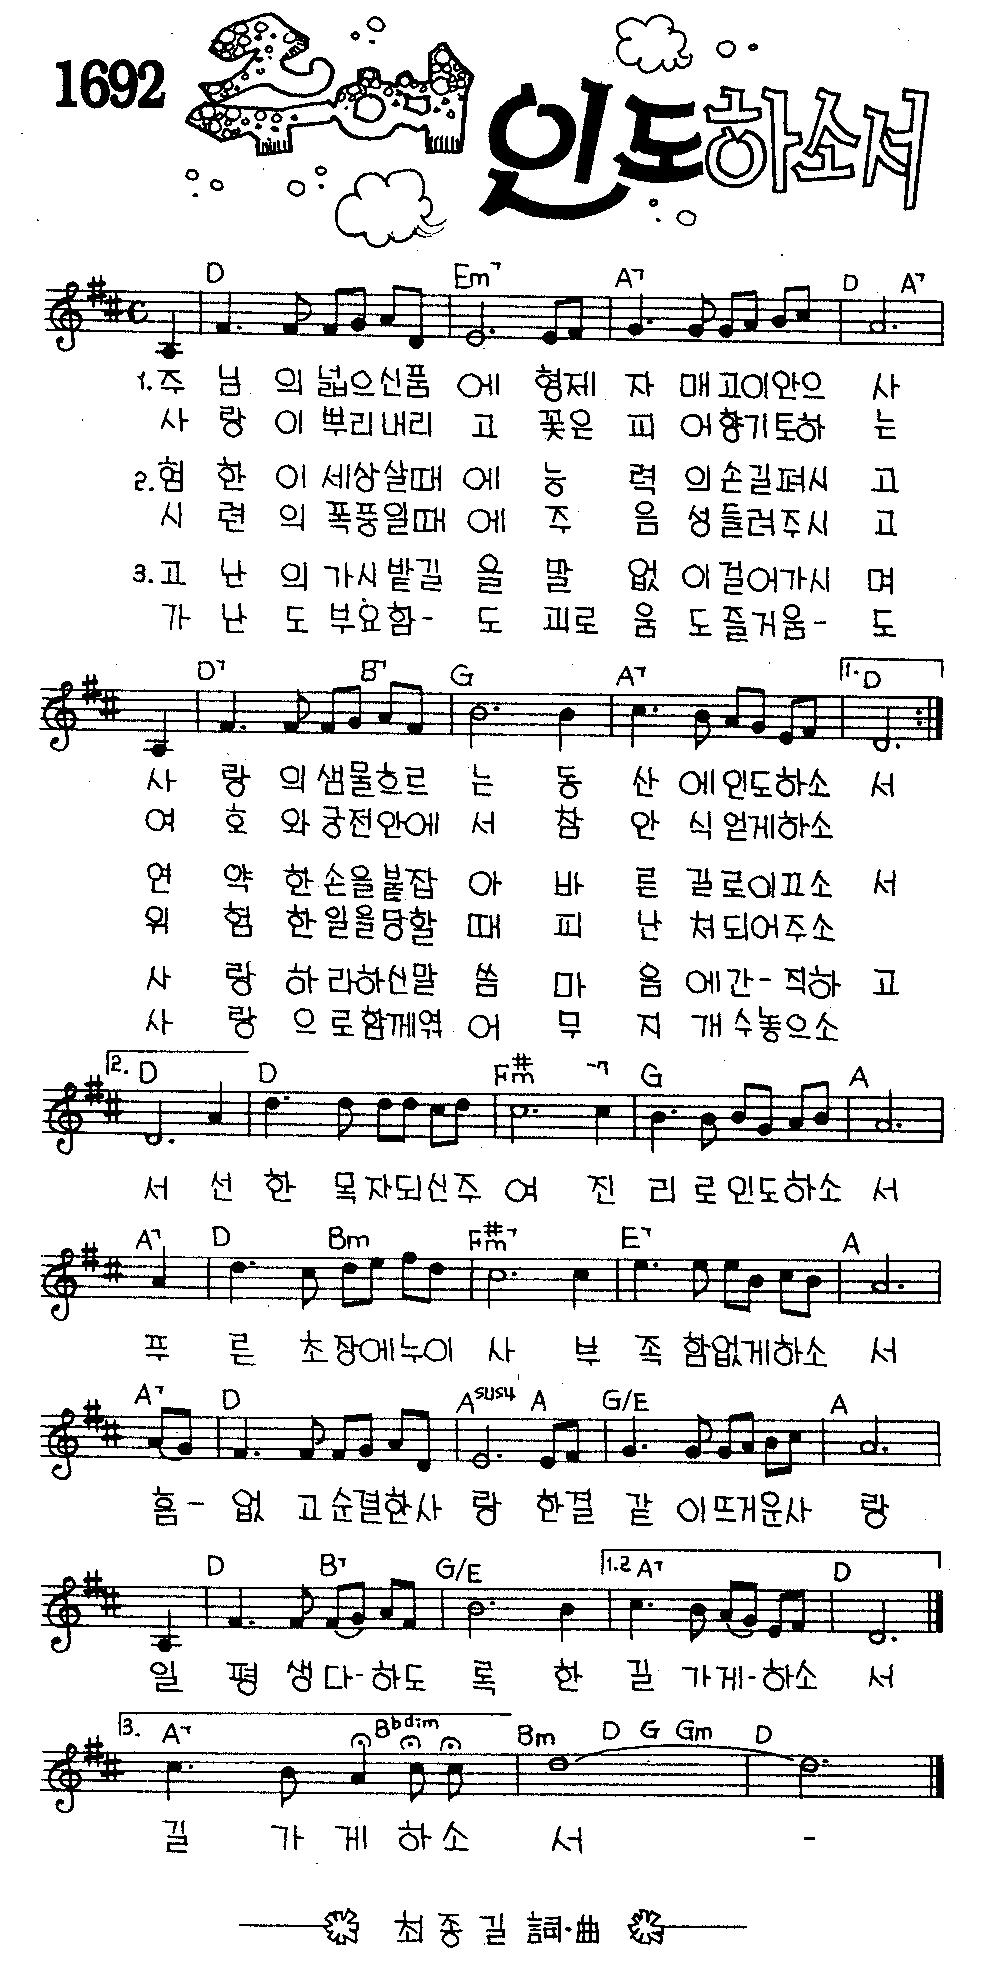 1692
인도하소서
D Em7 A7 D A7
1. 주 님 의 넓으신품 에 형제 자 매 고이안으 사
사 랑 이 뿌리내리 고 꽃은 피 어향기토하 는
2. 험 한 이 세상살때 에 능 력 의손길펴시 고
시 련 의 폭풍일때 에 주 음 성들려주시 고
3. 고 난 의 가시밭길 을 말 없 이걸어가시 며
가 난 도 부요함- 도 괴로 움 도즐거움- 도
D7 B7 G A7 1. D
사 랑 의샘물흐르 는 동 산 에인도하소 서
여 호 와궁전안에 서 참 안 식얻게하소
연 약 한손을붙잡 아 바 른 길로이끄소 서
위 험 한일을당할 때 피 난 처되어주소
사 랑 하라하신말 씀 마 음 에간-직하 고
사 랑 으로함께엮 어 무 지 개수놓으소
2. D D F#m -7 G A
서 선 한 목자되신주 여 진 리 로인도하소 서
A7 D Bm F#m7 E7 A
푸 른 초장에누이 사 부 족 함없게하소 서
A7 D Asus4 A G/E A
흠- 없 고순결한사 랑 한결 같 이뜨거운사 랑
D B7 G/E 1.2 A7 D
일 평 생다-하도 록 한 길 가게-하소 서
3. A7 Bbdim Bm D G Gm D
길 가 게 하소 서 -
최종길 詞·曲